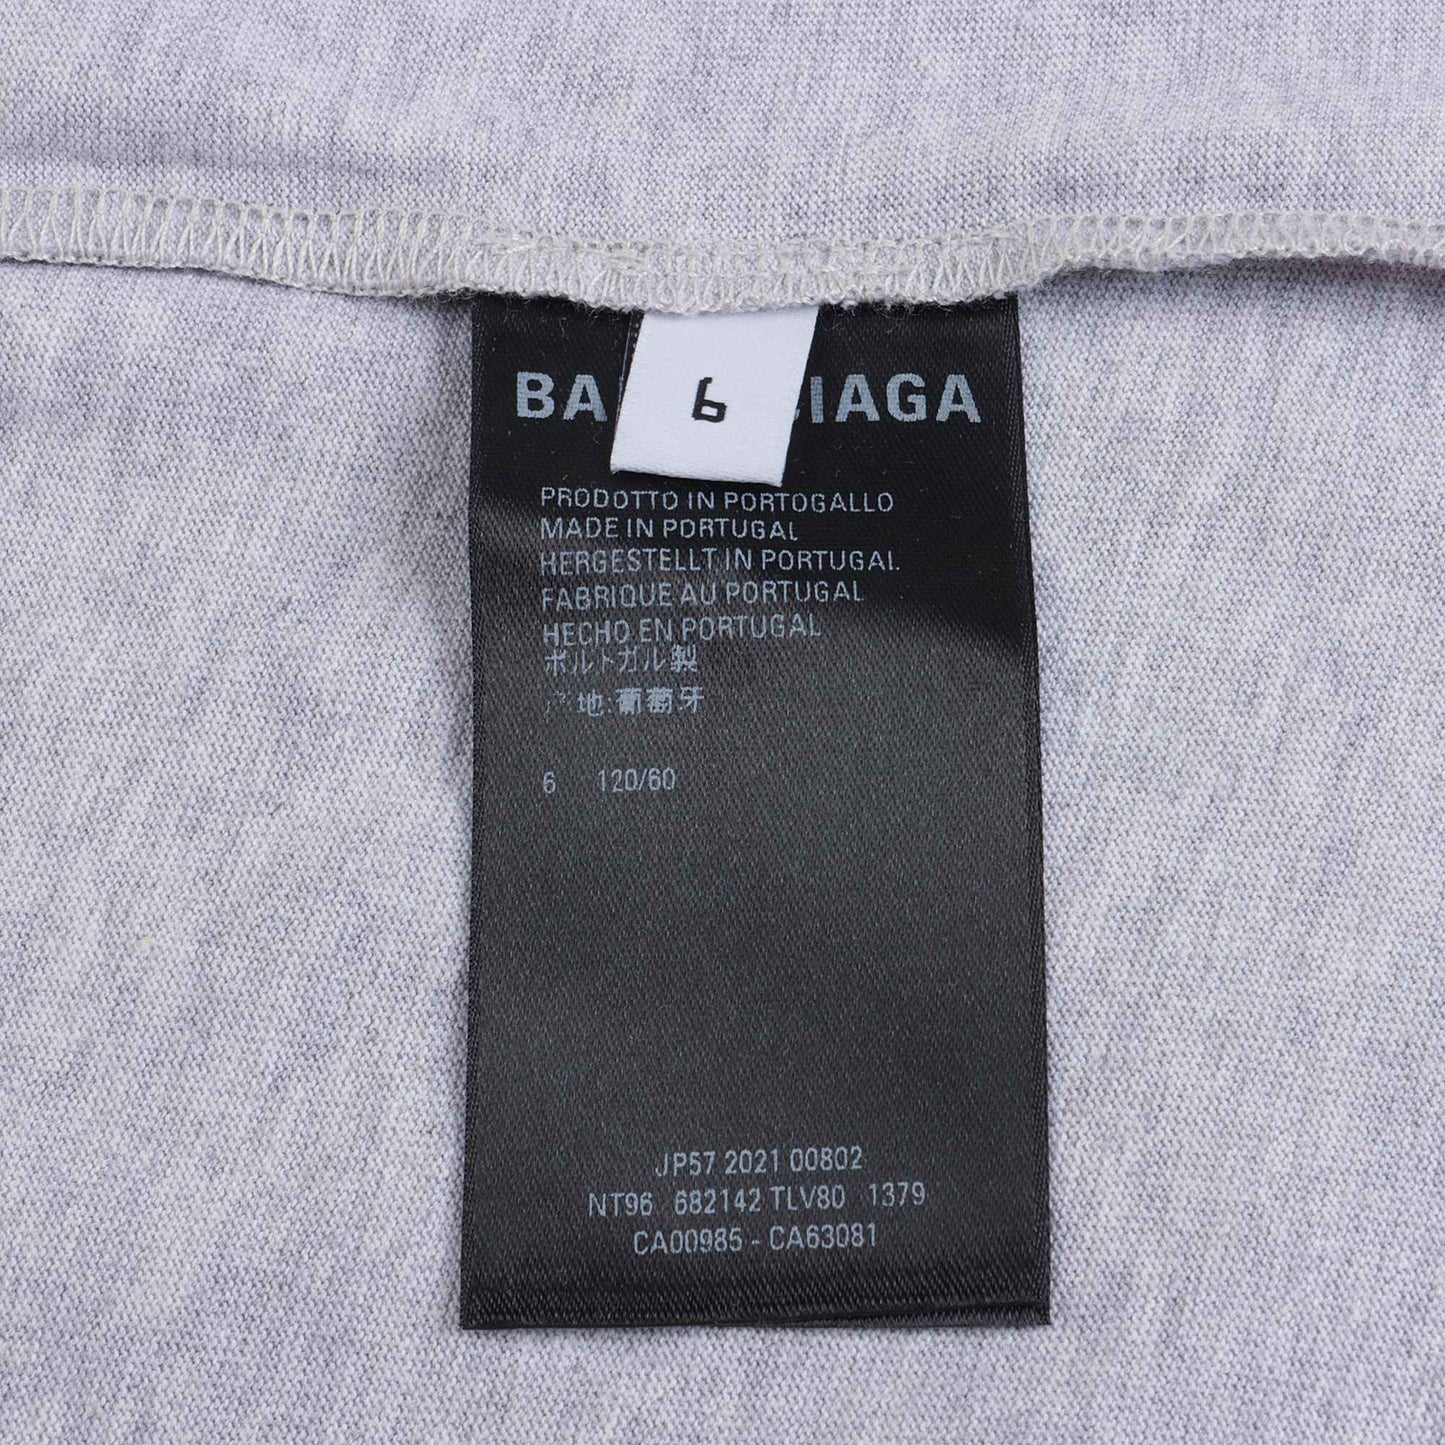 6
PRODOTTO IN PORTOGALLO
MADE IN PORTUGAL
HERGESTELLT IN PORTUGAL
FABRIQUE AU PORTUGAL
HECHO EN PORTUGAL
ポルトガル製
地:葡萄牙
6 120/60
JP57 2021 00802
NT96 682142 TLV80 1379
CA00985 - CA63081